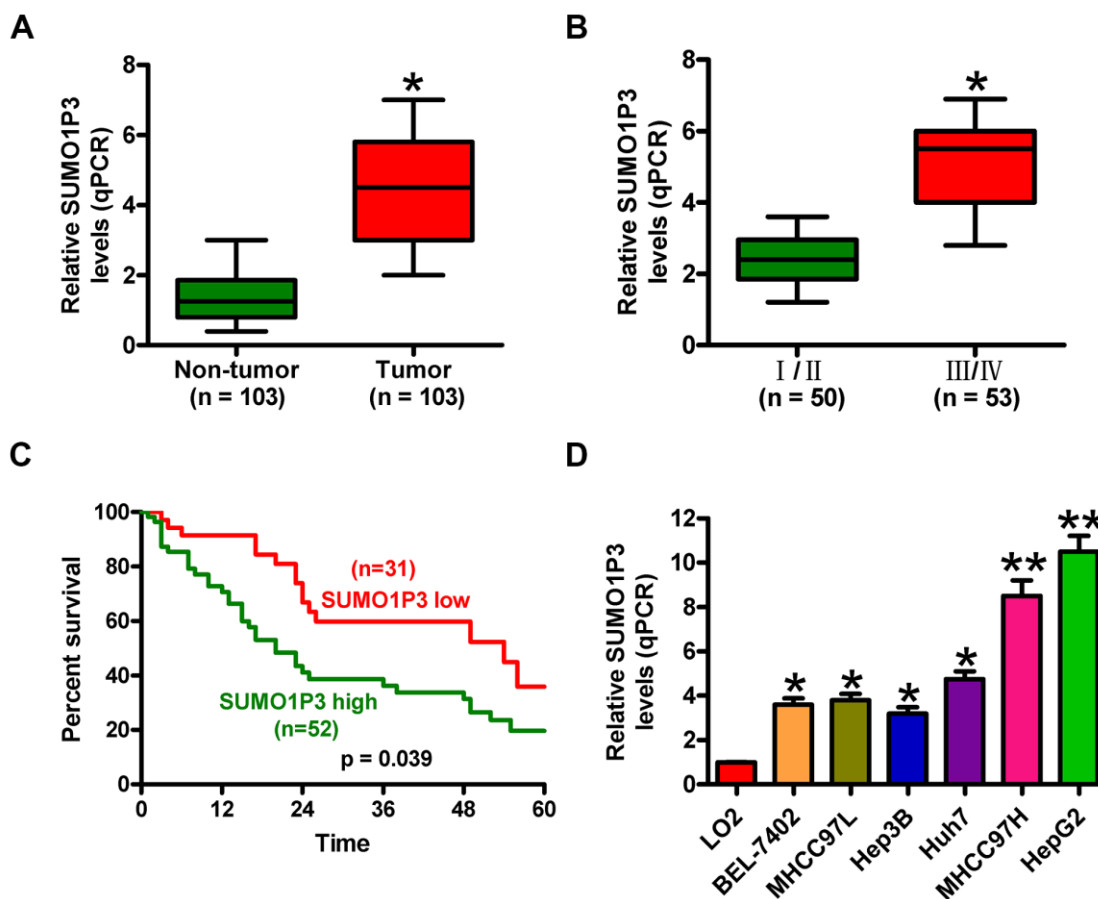 A
Relative SUMO1P3
levels (qPCR)
8
6
4
2
0
*
Non-tumor
(n = 103)
Tumor
(n = 103)
B
Relative SUMO1P3
levels (qPCR)
8
6
4
2
0
*
Ⅰ/Ⅱ
(n = 50)
Ⅲ/Ⅳ
(n = 53)
C
Percent survival
100
80
60
40
20
0
(n=31)
SUMO1P3 low
SUMO1P3 high
(n=52)
p = 0.039
0 12 24 36 48 60
Time
D
Relative SUMO1P3
levels (qPCR)
12
10
8
6
4
2
0
* * * * ** **
LO2
BEL-7402
MHCC97L
Hep3B
Huh7
MHCC97H
HepG2